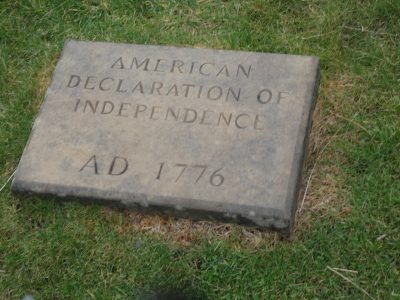 AMERICAN
DECLARATION OF
INDEPENDENCE
AD 1776